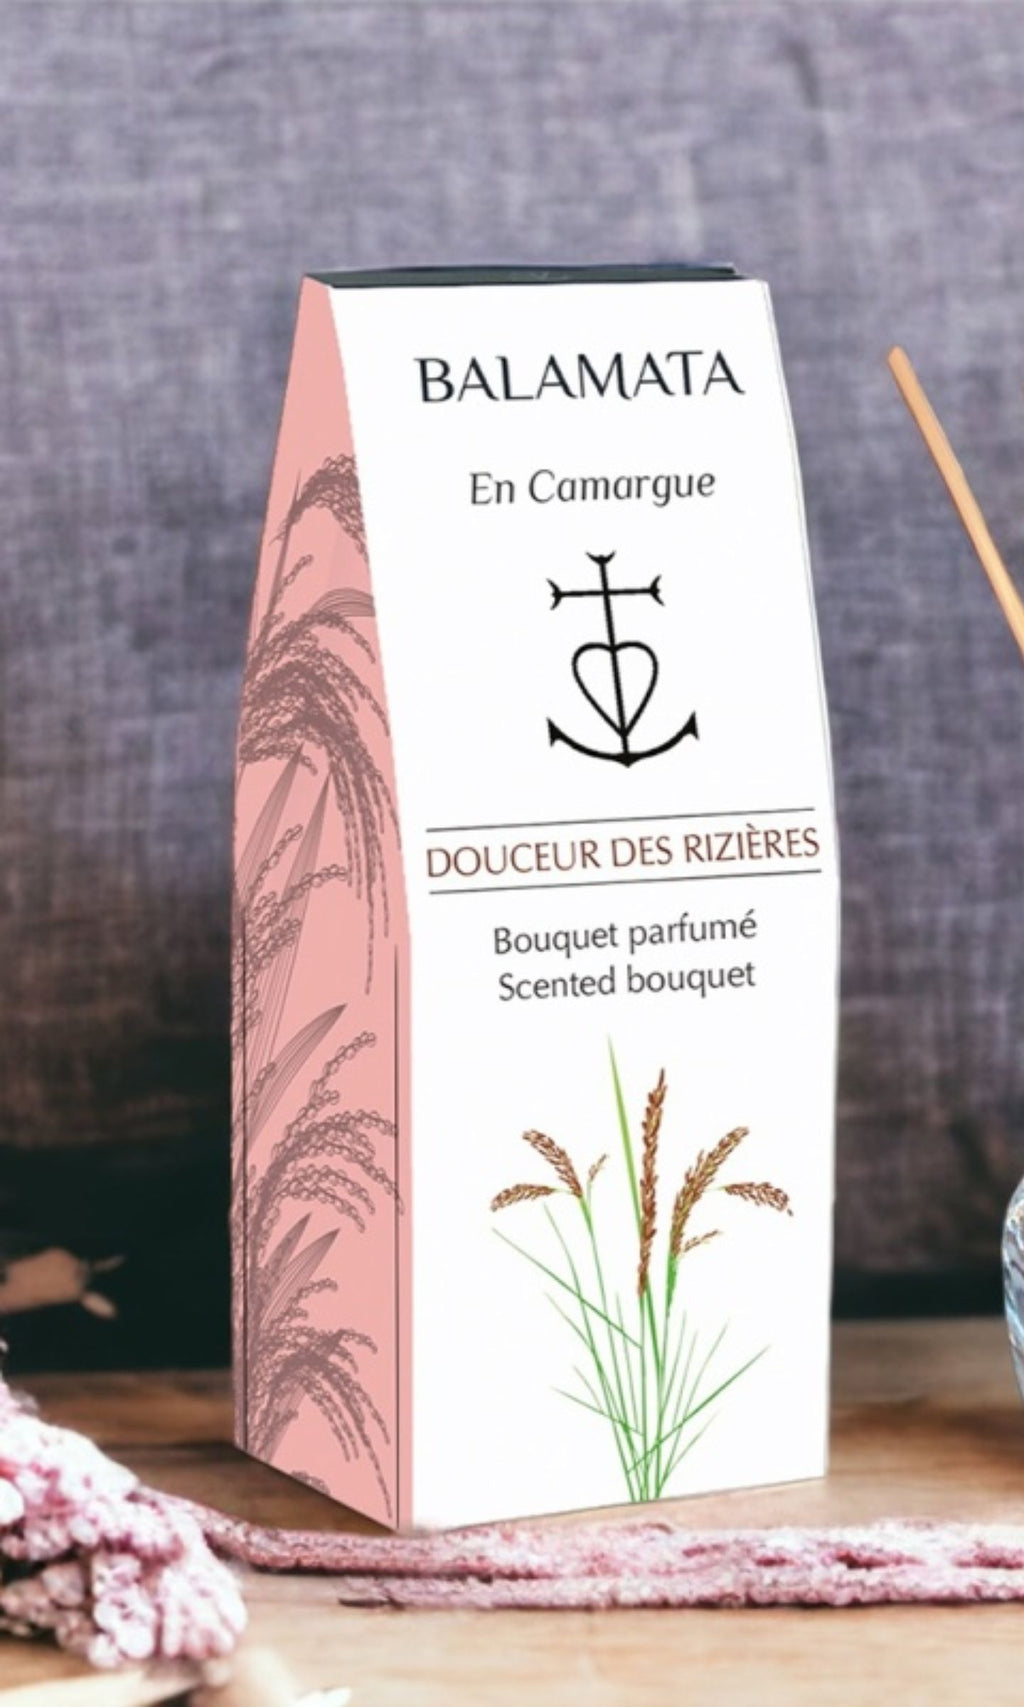 BALAMATA
En Camargue
DOUCEUR DES RIZIÈRES
Bouquet parfumé
Scented bouquet